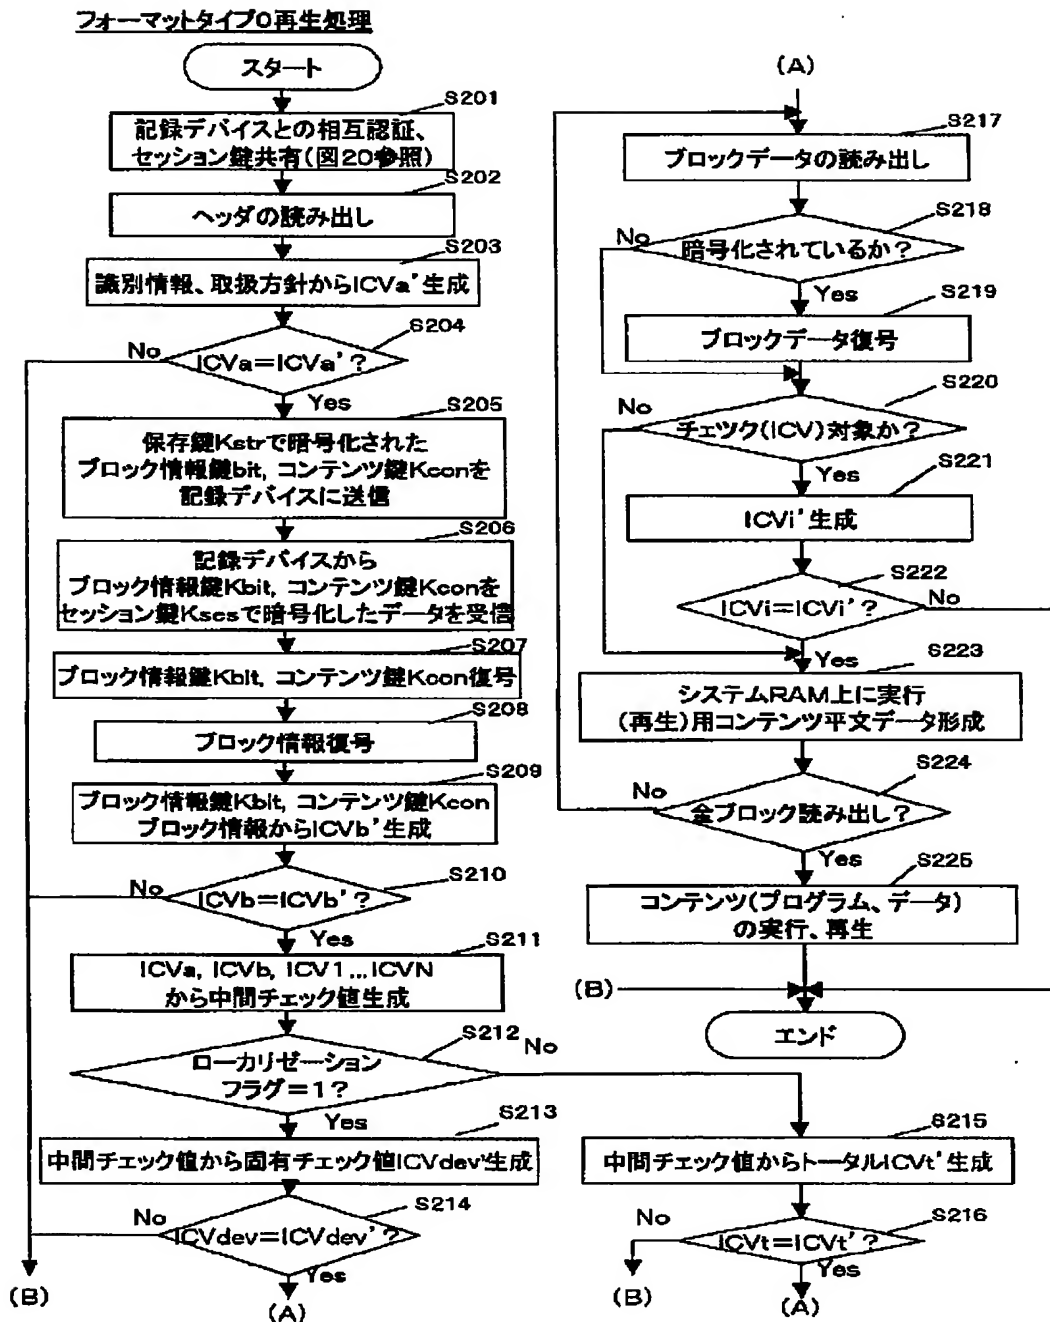 フォーマットタイプ0再生処理
スタート
S201
記録デバイスとの相互認証、
セッション鍵共有(図20参照)
S202
ヘッダの読み出し
S203
識別情報、取扱方針からICVa'生成
S204
ICVa=ICVa'?
No
Yes
S205
保存鍵Kstrで暗号化された
ブロック情報鍵bit, コンテンツ鍵Kconを
記録デバイスに送信
S206
記録デバイスから
ブロック情報鍵Kbit, コンテンツ鍵Kconを
セッション鍵Ksesで暗号化したデータを受信
S207
ブロック情報鍵Kbit, コンテンツ鍵Kcon復号
S208
ブロック情報復号
S209
ブロック情報鍵Kbit, コンテンツ鍵Kcon
ブロック情報からICVb'生成
S210
ICVb=ICVb'?
No
Yes
S211
ICVa, ICVb, ICV1...ICVN
から中間チェック値生成
S212
ローカリゼーション
フラグ=1?
No
Yes
S213
中間チェック値から固有チェック値ICVdev'生成
S214
ICVdev=ICVdev'?
No
Yes
(B)
(A)
S215
中間チェック値からトータルICVt'生成
S216
ICVt=ICVt'?
No
Yes
(B)
(A)
(A)
S217
ブロックデータの読み出し
S218
暗号化されているか?
No
Yes
S219
ブロックデータ復号
S220
チェツク(ICV)対象か?
No
Yes
S221
ICVi'生成
S222
ICVi=ICVi'?
No
Yes
S223
システムRAM上に実行
(再生)用コンテンツ平文データ形成
S224
全ブロック読み出し?
No
Yes
S225
コンテンツ(プログラム、データ)
の実行、再生
(B)
エンド